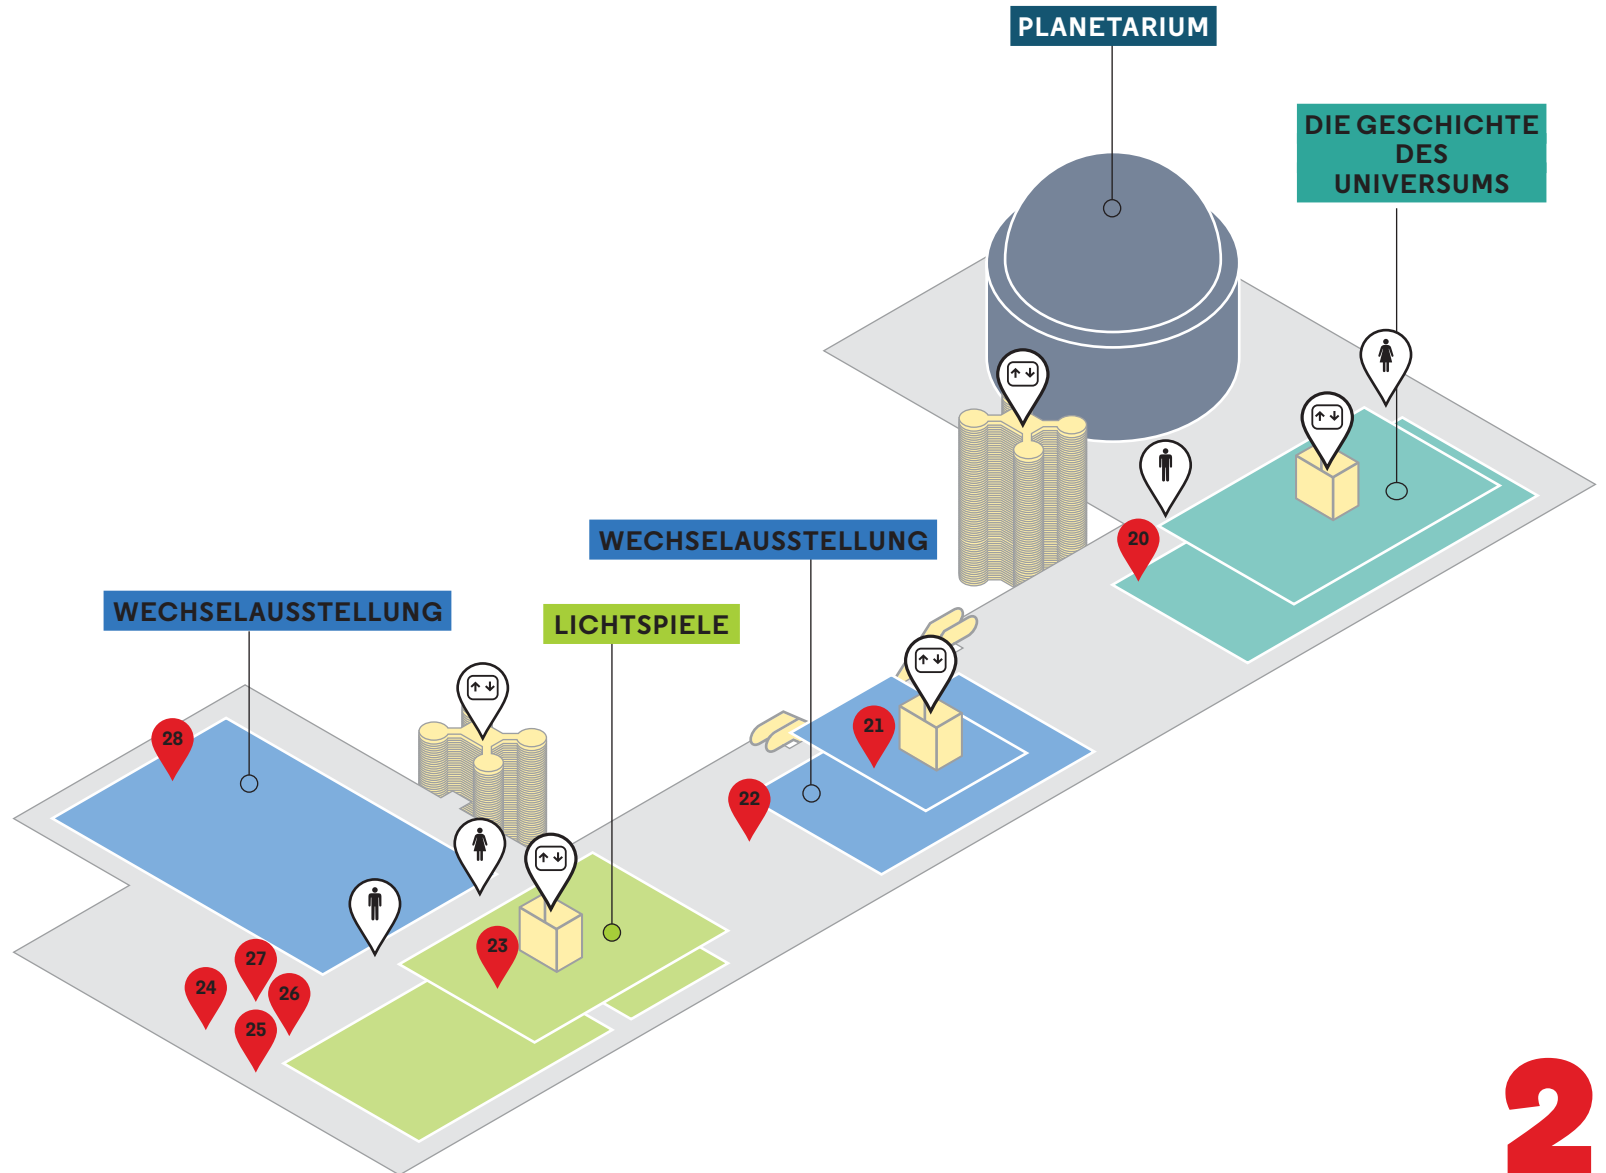 PLANETARIUM
DIE GESCHICHTE
DES
UNIVERSUMS
WECHSELAUSSTELLUNG
WECHSELAUSSTELLUNG
LICHTSPIELE
20
21
22
28
23
27
24
26
25
2